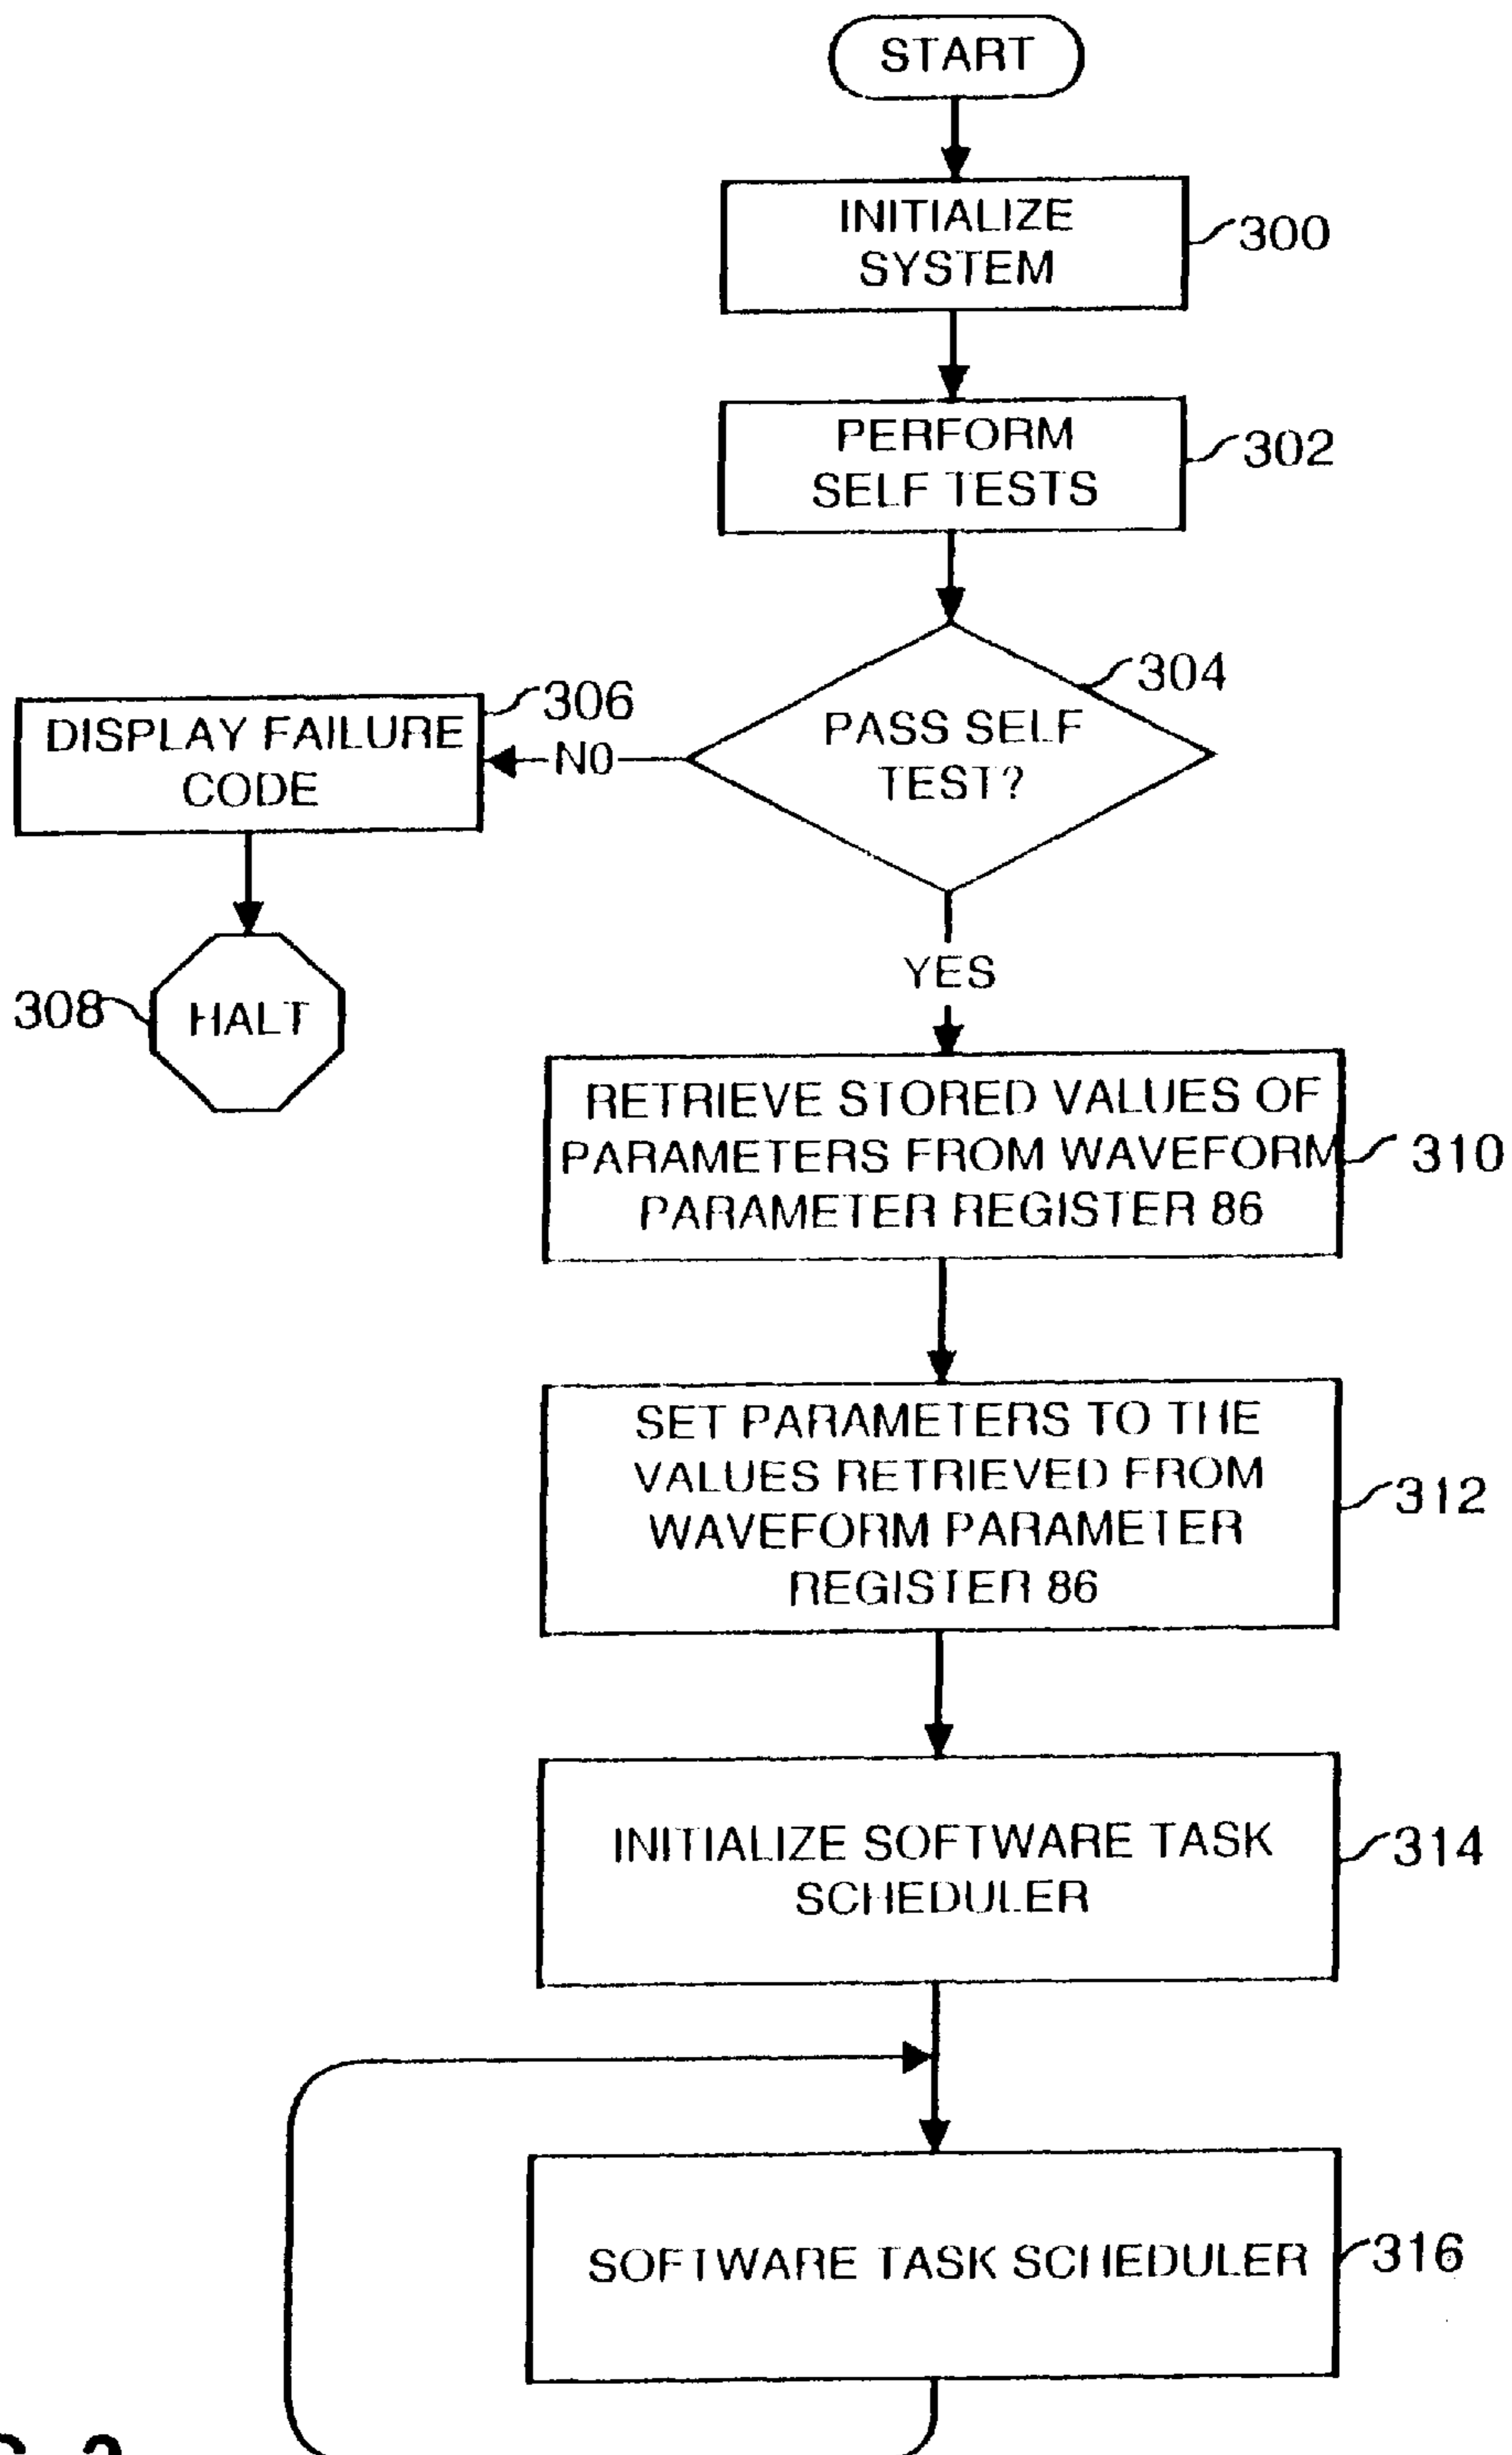 START
INITIALIZE
SYSTEM
300
PERFORM
SELF TESTS
302
304
PASS SELF
TEST?
306
DISPLAY FAILURE
CODE
NO
308
HALT
YES
RETRIEVE STORED VALUES OF
PARAMETERS FROM WAVEFORM
PARAMETER REGISTER 86
310
SET PARAMETERS TO THE
VALUES RETRIEVED FROM
WAVEFORM PARAMETER
REGISTER 86
312
INITIALIZE SOFTWARE TASK
SCHEDULER
314
SOFTWARE TASK SCHEDULER
316